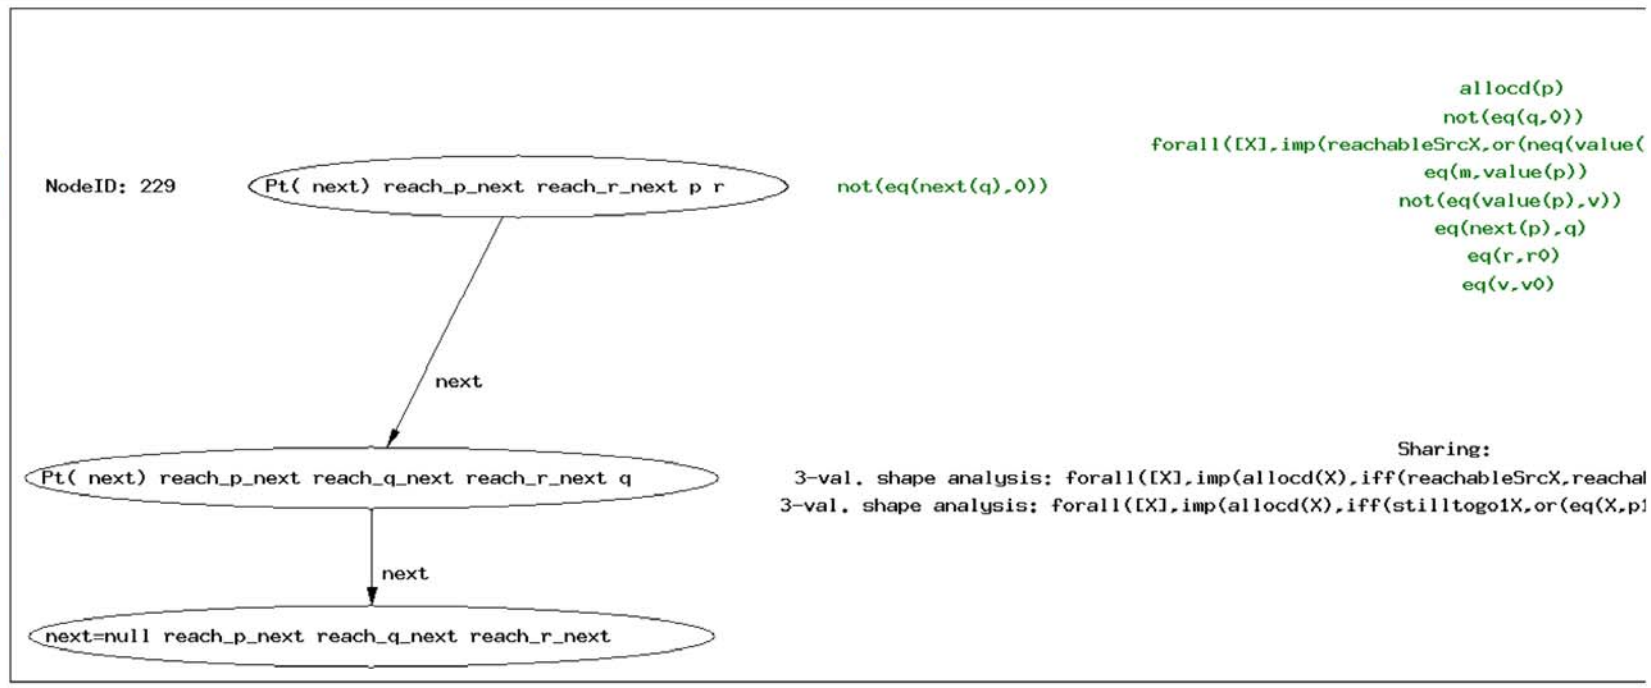 allocd(p)
not(eq(q,0))
forall([X],imp(reachableSrcX,or(neq(value(
NodeID: 229
Pt( next) reach_p_next reach_r_next p r
not(eq(next(q),0))
eq(m,value(p))
not(eq(value(p),v))
eq(next(p),q)
eq(r,r0)
eq(v,v0)
next
Sharing:
Pt( next) reach_p_next reach_q_next reach_r_next q
3-val. shape analysis: forall([X],imp(allocd(X),iff(reachableSrcX,reachal
3-val. shape analysis: forall([X],imp(allocd(X),iff(stilltogo1X,or(eq(X,p1
next
next=null reach_p_next reach_q_next reach_r_next